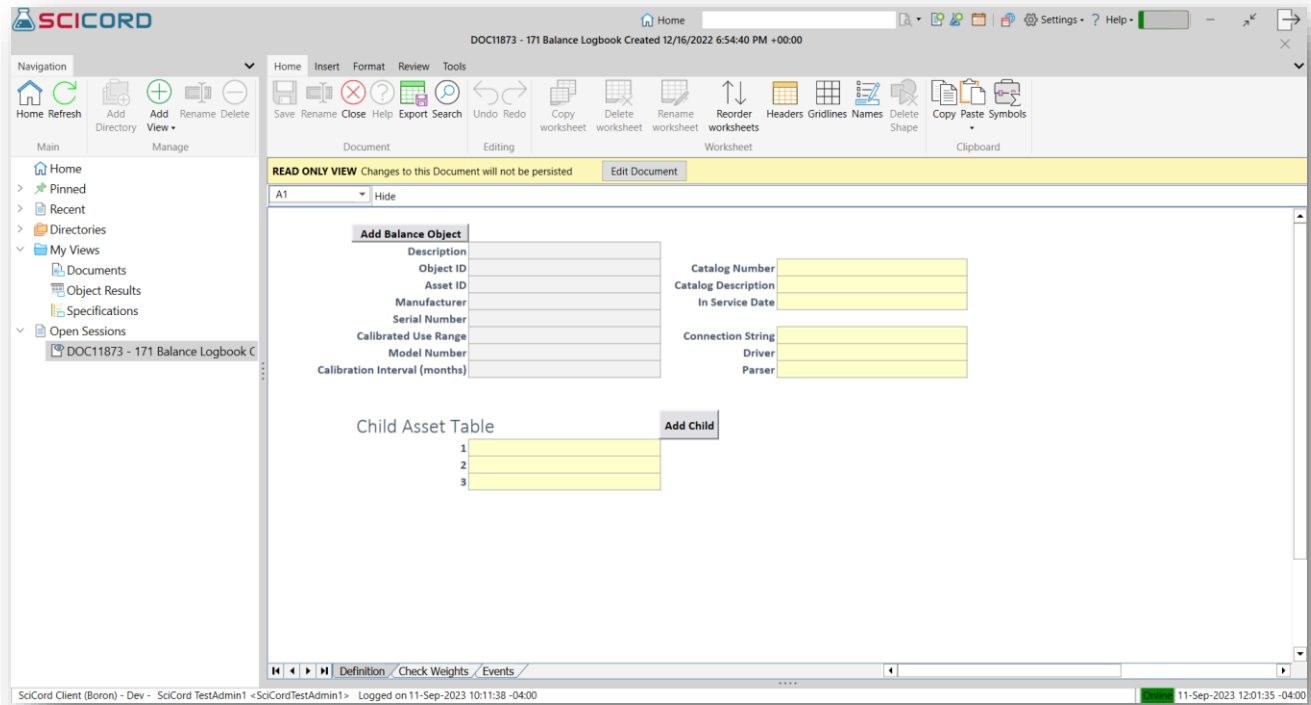 SCICORD
Home
Settings
? Help
DOC11873 - 171 Balance Logbook Created 12/16/2022 6:54:40 PM +00:00
Navigation
Home Insert Format Review Tools
Home Refresh Add Directory Add View Rename Delete
Main Manage
Save Rename Close Help Export Search Undo Redo Copy worksheet Delete worksheet Rename worksheet Reorder worksheets Headers Gridlines Names Delete Shape Copy Paste Symbols
Document Editing Worksheet Clipboard
Home
Pinned
Recent
Directories
My Views
Documents
Object Results
Specifications
Open Sessions
DOC11873 - 171 Balance Logbook C
READ ONLY VIEW Changes to this Document will not be persisted Edit Document
A1 Hide
Add Balance Object
Description
Object ID
Asset ID
Manufacturer
Serial Number
Calibrated Use Range
Model Number
Calibration Interval (months)
Catalog Number
Catalog Description
In Service Date
Connection String
Driver
Parser
Child Asset Table Add Child
1
2
3
Definition Check Weights Events
SciCord Client (Boron) - Dev - SciCord TestAdmin1 <SciCordTestAdmin1> Logged on 11-Sep-2023 10:11:38 -04:00
Online 11-Sep-2023 12:01:35 -04:00